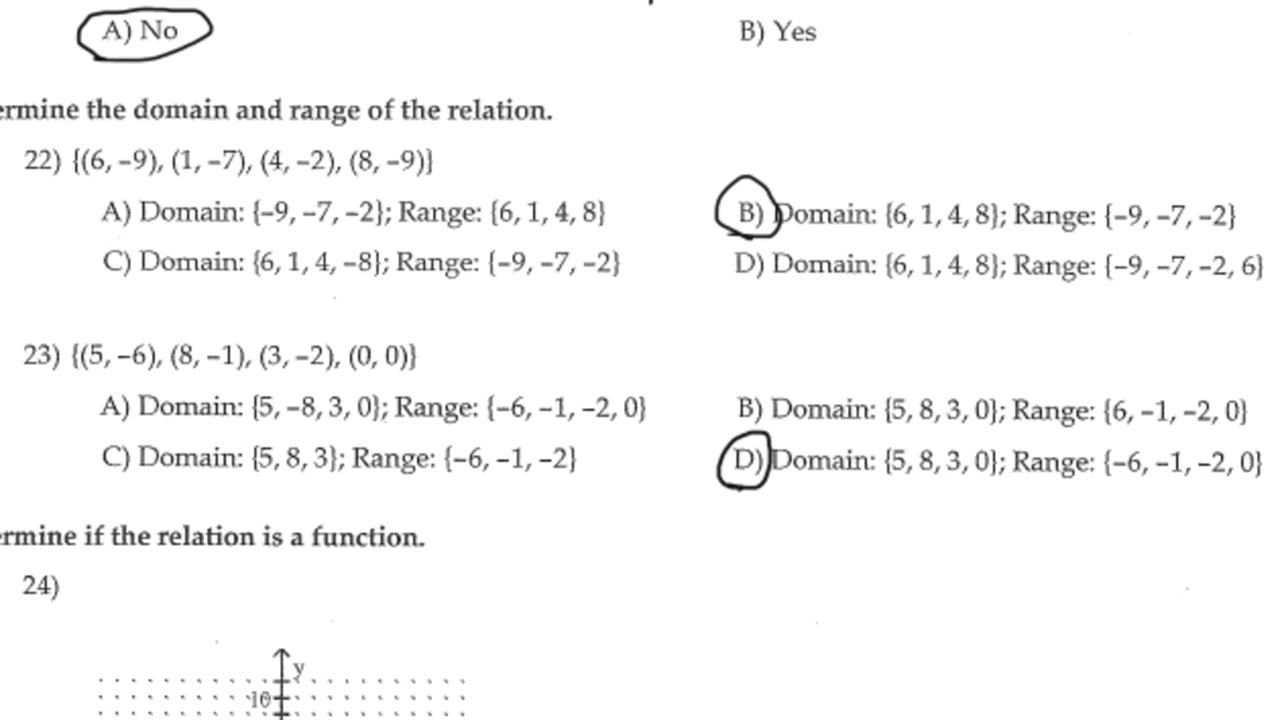 A) No B) Yes
ermine the domain and range of the relation.
22) {(6, –9), (1, –7), (4, –2), (8, –9)}
A) Domain: {–9, –7, –2}; Range: {6, 1, 4, 8} B) Domain: {6, 1, 4, 8}; Range: {–9, –7, –2}
C) Domain: {6, 1, 4, –8}; Range: {–9, –7, –2} D) Domain: {6, 1, 4, 8}; Range: {–9, –7, –2, 6}
23) {(5, –6), (8, –1), (3, –2), (0, 0)}
A) Domain: {5, –8, 3, 0}; Range: {–6, –1, –2, 0} B) Domain: {5, 8, 3, 0}; Range: {6, –1, –2, 0}
C) Domain: {5, 8, 3}; Range: {–6, –1, –2} D) Domain: {5, 8, 3, 0}; Range: {–6, –1, –2, 0}
ermine if the relation is a function.
24)
y
10